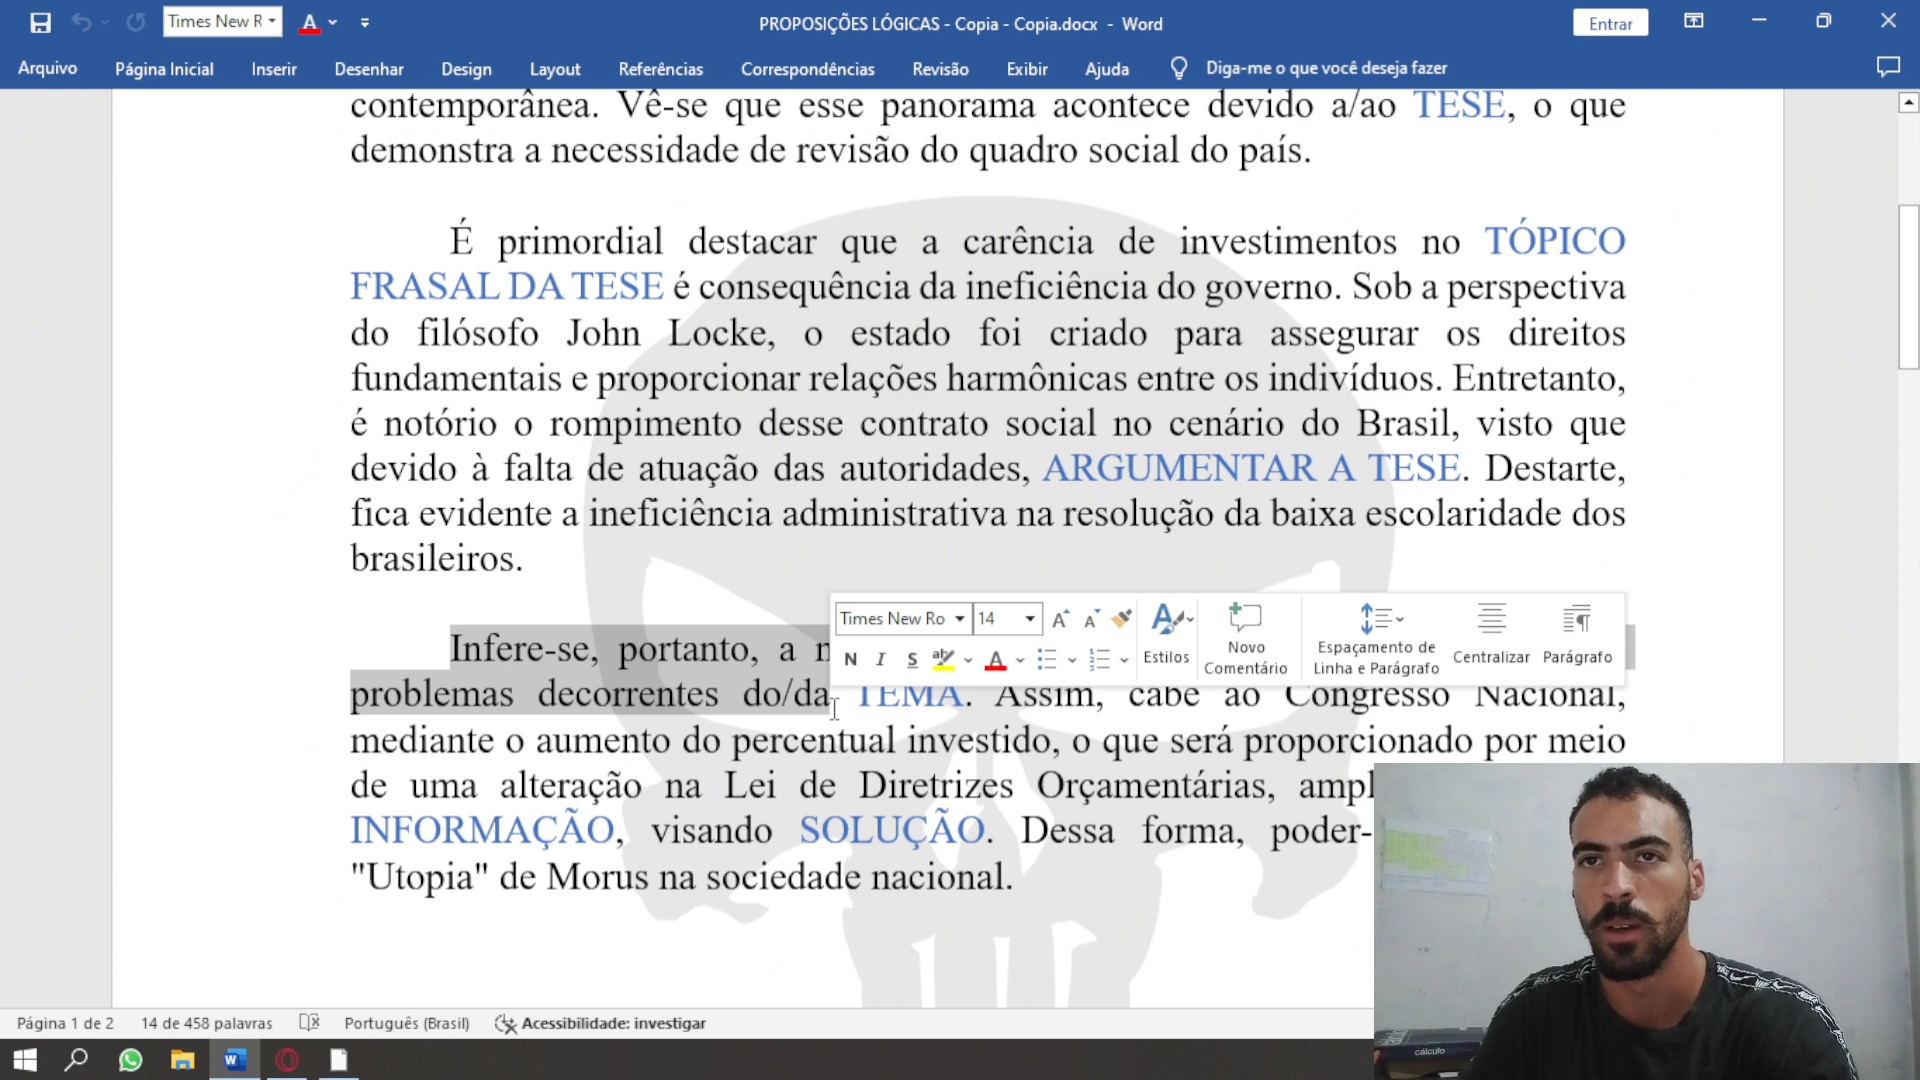 Times New R
A
PROPOSIÇÕES LÓGICAS - Copia - Copia.docx - Word
Entrar
Arquivo Página Inicial Inserir Desenhar Design Layout Referências Correspondências Revisão Exibir Ajuda Diga-me o que você deseja fazer
contemporânea. Vê-se que esse panorama acontece devido a/ao TESE, o que
demonstra a necessidade de revisão do quadro social do país.
É primordial destacar que a carência de investimentos no TÓPICO
FRASAL DA TESE é consequência da ineficiência do governo. Sob a perspectiva
do filósofo John Locke, o estado foi criado para assegurar os direitos
fundamentais e proporcionar relações harmônicas entre os indivíduos. Entretanto,
é notório o rompimento desse contrato social no cenário do Brasil, visto que
devido à falta de atuação das autoridades, ARGUMENTAR A TESE. Destarte,
fica evidente a ineficiência administrativa na resolução da baixa escolaridade dos
brasileiros.
Times New Ro 14 A A
N I S ab A
Estilos
Novo
Comentário
Espaçamento de
Linha e Parágrafo
Centralizar
Parágrafo
Infere-se, portanto, a
problemas decorrentes do/da TEMA. Assim, cabe ao Congresso Nacional,
mediante o aumento do percentual investido, o que será proporcionado por meio
de uma alteração na Lei de Diretrizes Orçamentárias, ampl
INFORMAÇÃO, visando SOLUÇÃO. Dessa forma, poder-
"Utopia" de Morus na sociedade nacional.
cálculo
Página 1 de 2 14 de 458 palavras Português (Brasil) Acessibilidade: investigar